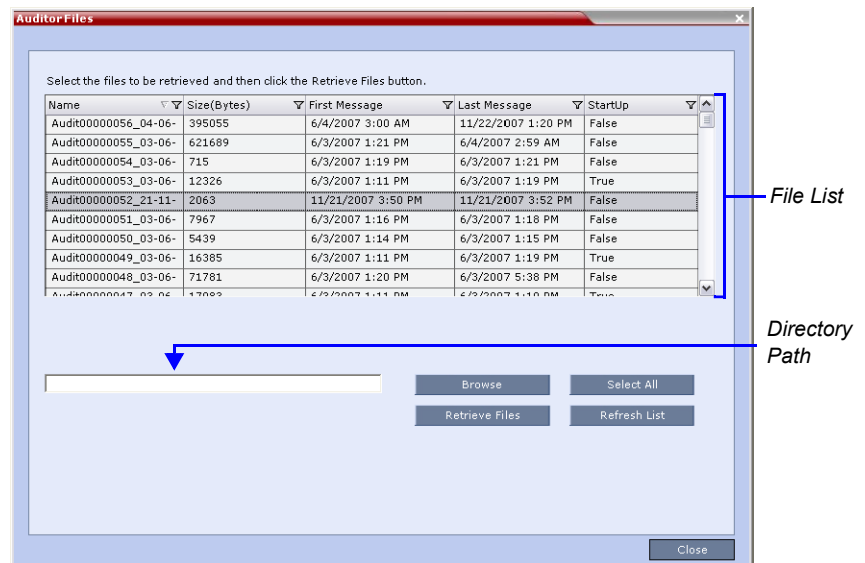 Auditor Files
Select the files to be retrieved and then click the Retrieve Files button.
Name Size(Bytes) First Message Last Message StartUp
Audit00000056_04-06- 395055 6/4/2007 3:00 AM 11/22/2007 1:20 PM False
Audit00000055_03-06- 621689 6/3/2007 1:21 PM 6/4/2007 2:59 AM False
Audit00000054_03-06- 715 6/3/2007 1:19 PM 6/3/2007 1:21 PM False
Audit00000053_03-06- 12326 6/3/2007 1:11 PM 6/3/2007 1:19 PM True
Audit00000052_21-11- 2063 11/21/2007 3:50 PM 11/21/2007 3:52 PM False
Audit00000051_03-06- 7967 6/3/2007 1:16 PM 6/3/2007 1:18 PM False
Audit00000050_03-06- 5439 6/3/2007 1:14 PM 6/3/2007 1:15 PM False
Audit00000049_03-06- 16385 6/3/2007 1:11 PM 6/3/2007 1:19 PM True
Audit00000048_03-06- 71781 6/3/2007 1:20 PM 6/3/2007 5:38 PM False
File List
Directory
Path
Browse Select All
Retrieve Files Refresh List
Close